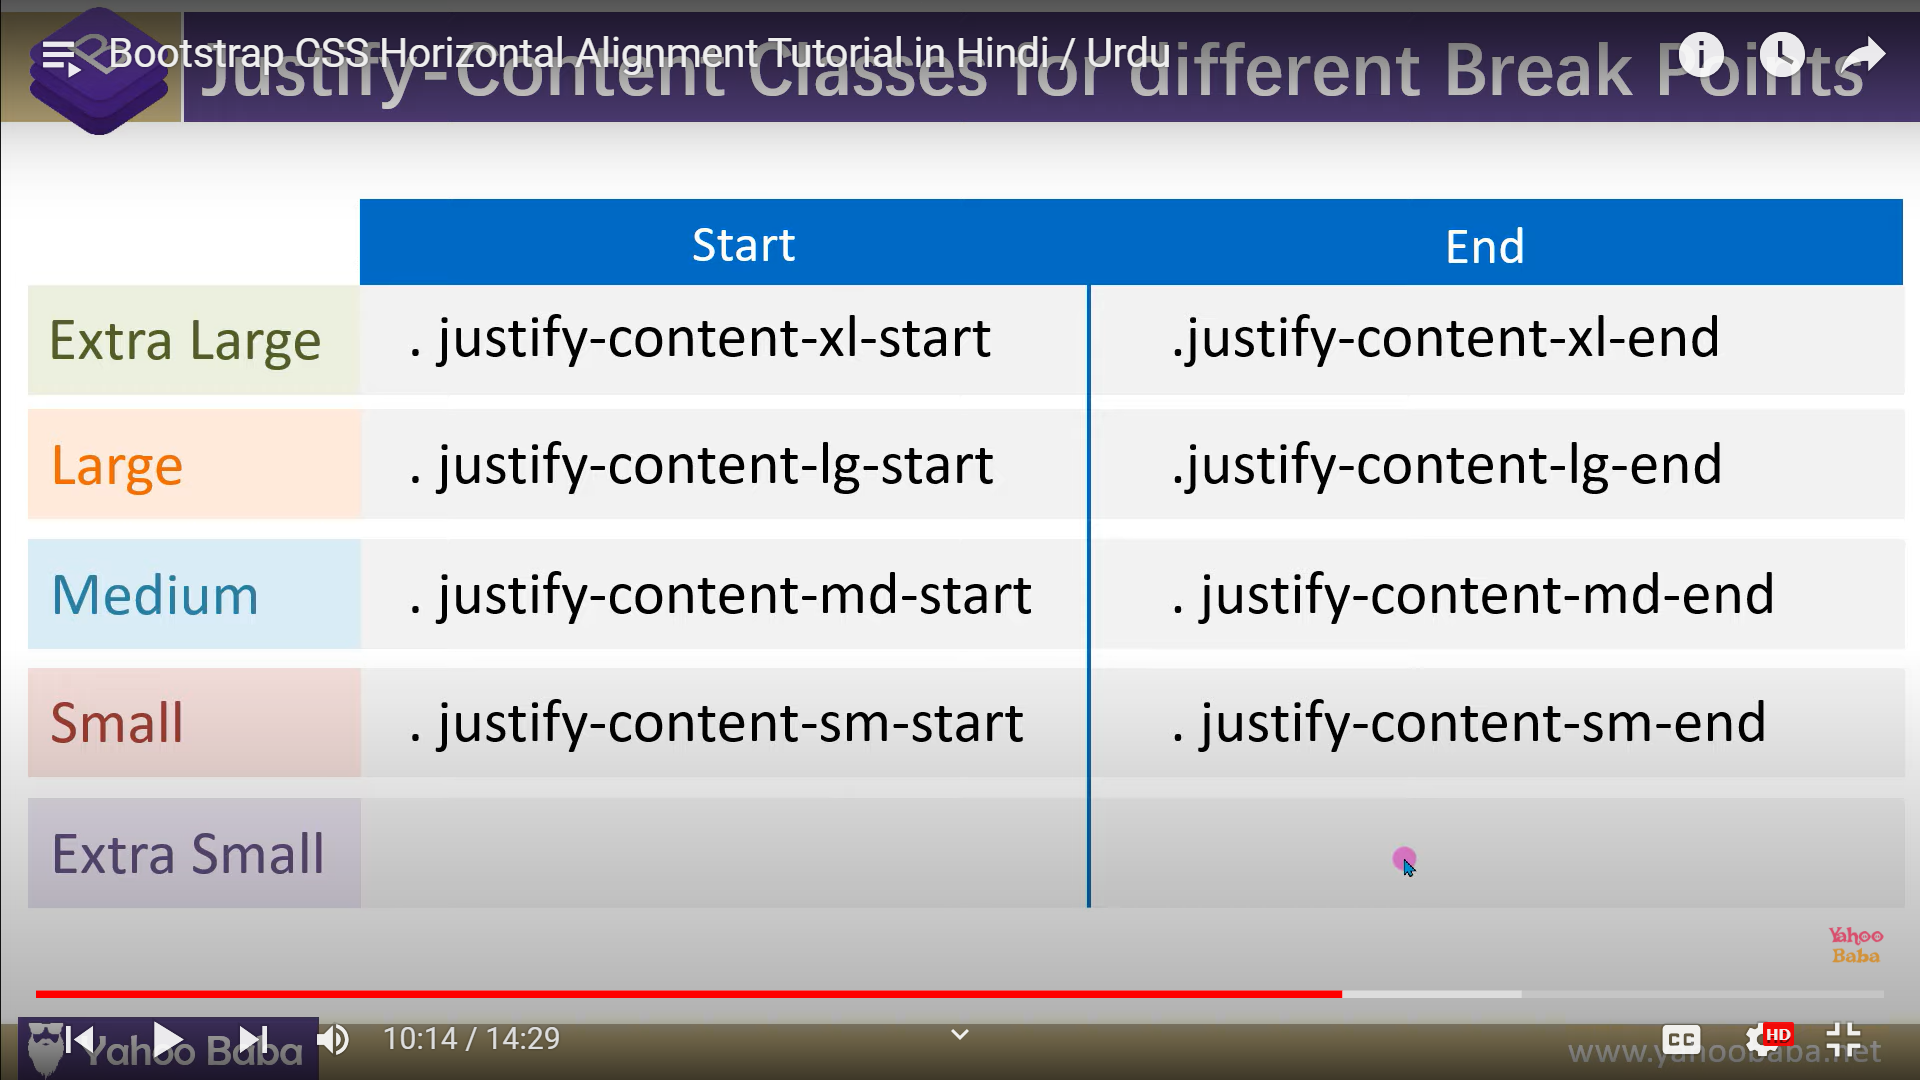 Bootstrap CSS Horizontal Alignment Tutorial in Hindi / Urdu
Justify-Content Classes for different Break Points
Start End
Extra Large . justify-content-xl-start .justify-content-xl-end
Large . justify-content-lg-start .justify-content-lg-end
Medium . justify-content-md-start . justify-content-md-end
Small . justify-content-sm-start . justify-content-sm-end
Extra Small
Yahoo
Baba
10:14 / 14:29 CC HD
Yahoo Baba www.yahoobaba.net